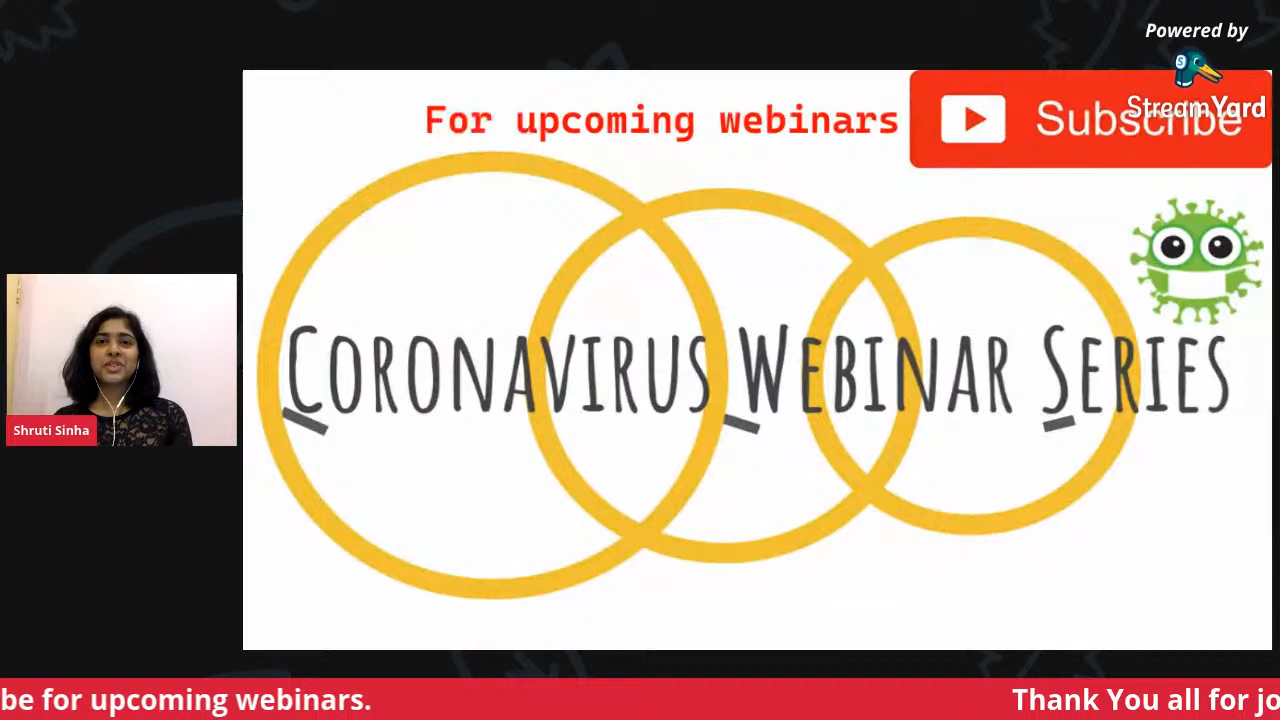 Powered by
StreamYard
For upcoming webinars
Subscribe
CORONAVIRUS WEBINAR SERIES
Shruti Sinha
be for upcoming webinars.
Thank You all for jo